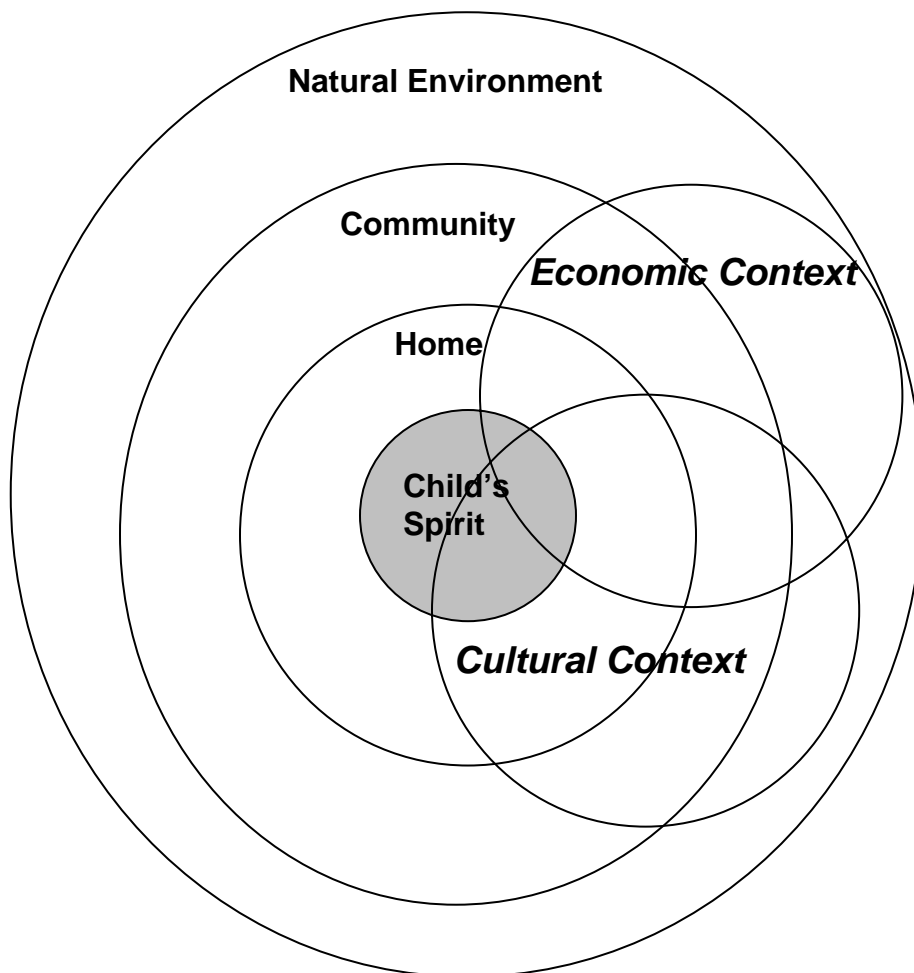 Natural Environment
Community
Economic Context
Home
Child’s
Spirit
Cultural Context